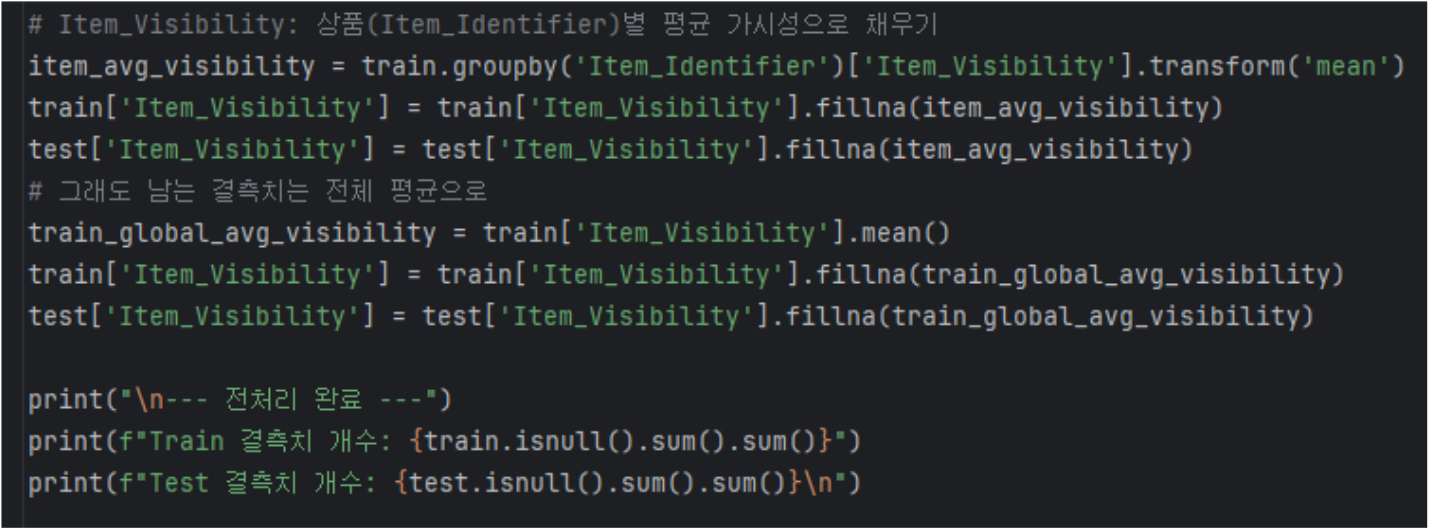 # Item_Visibility: 상품(Item_Identifier)별 평균 가시성으로 채우기
item_avg_visibility = train.groupby('Item_Identifier')['Item_Visibility'].transform('mean')
train['Item_Visibility'] = train['Item_Visibility'].fillna(item_avg_visibility)
test['Item_Visibility'] = test['Item_Visibility'].fillna(item_avg_visibility)
# 그래도 남는 결측치는 전체 평균으로
train_global_avg_visibility = train['Item_Visibility'].mean()
train['Item_Visibility'] = train['Item_Visibility'].fillna(train_global_avg_visibility)
test['Item_Visibility'] = test['Item_Visibility'].fillna(train_global_avg_visibility)
print("\n--- 전처리 완료 ---")
print(f"Train 결측치 개수: {train.isnull().sum().sum()}")
print(f"Test 결측치 개수: {test.isnull().sum().sum()}\n")